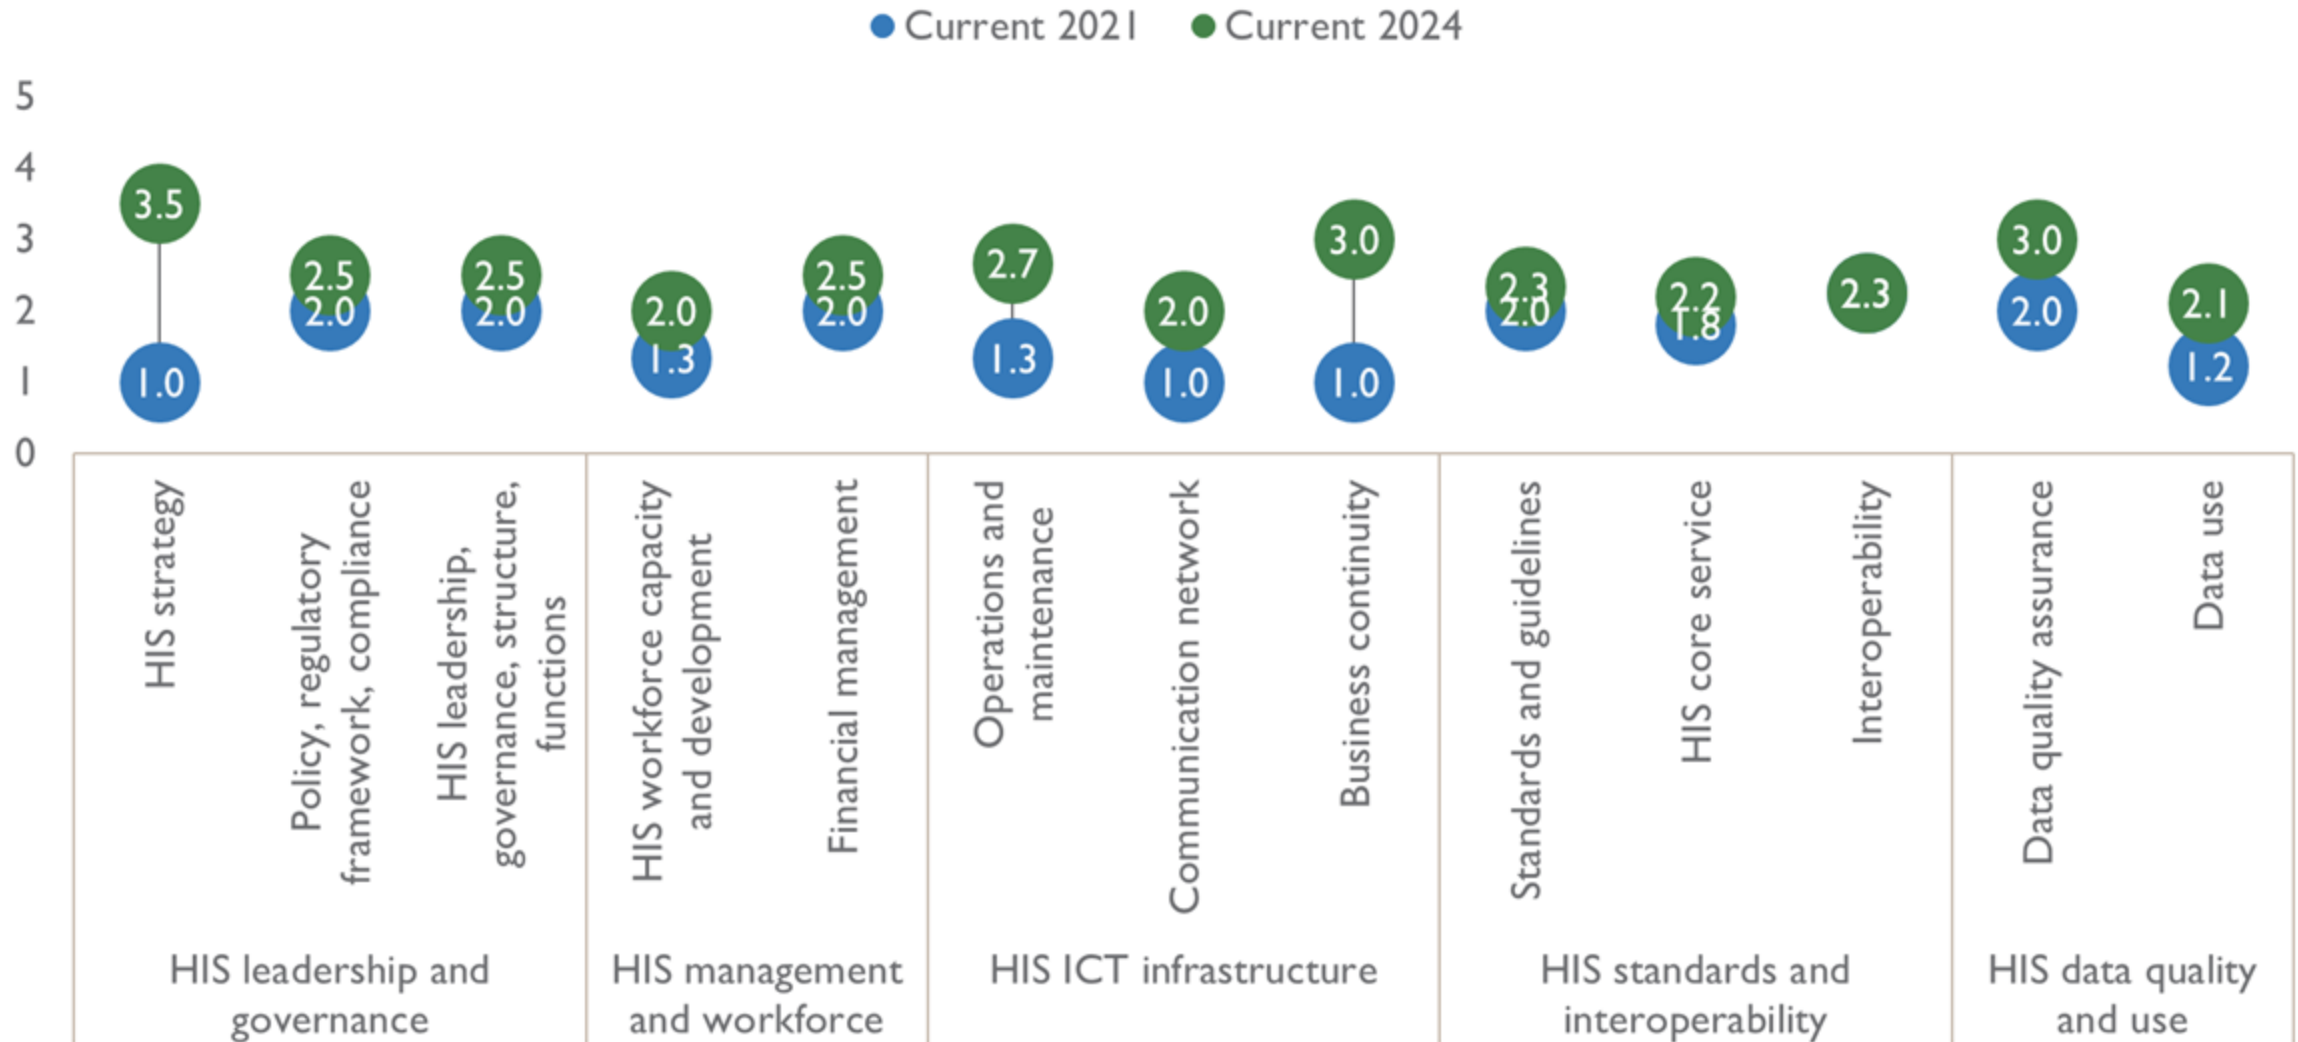 Current 2021 Current 2024
5
4
3
2
1
0
3.5
1.0
2.5
2.0
2.5
2.0
2.0
1.3
2.5
2.0
2.7
1.3
2.0
1.0
3.0
1.0
2.3
2.0
2.2
1.8
2.3
3.0
2.0
2.1
1.2
HIS strategy
Policy, regulatory
framework, compliance
HIS leadership,
governance, structure,
functions
HIS workforce capacity
and development
Financial management
Operations and
maintenance
Communication network
Business continuity
Standards and guidelines
HIS core service
Interoperability
Data quality assurance
Data use
HIS leadership and
governance
HIS management
and workforce
HIS ICT infrastructure
HIS standards and
interoperability
HIS data quality
and use